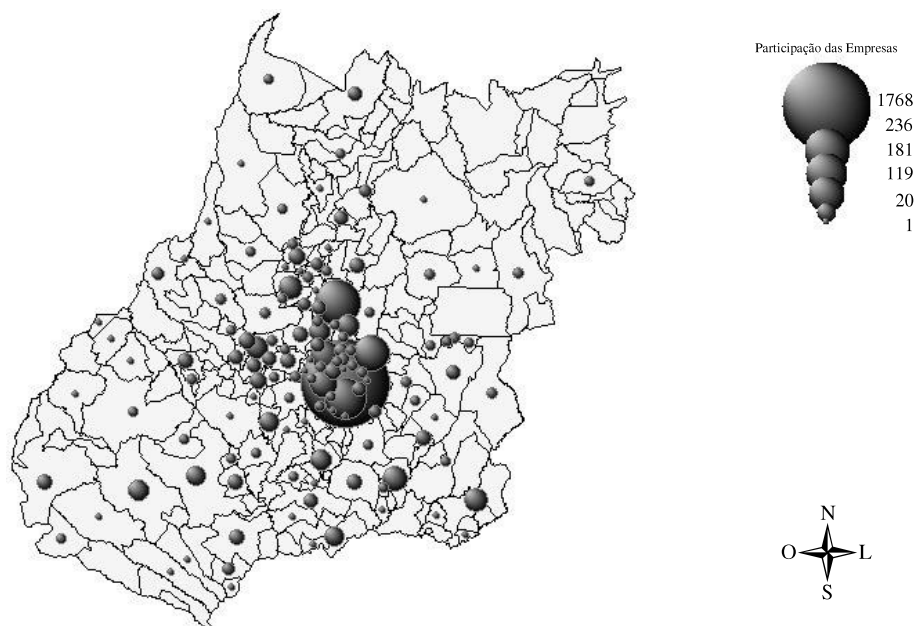 Participação das Empresas
1768
236
181
119
20
1
N
O L
S